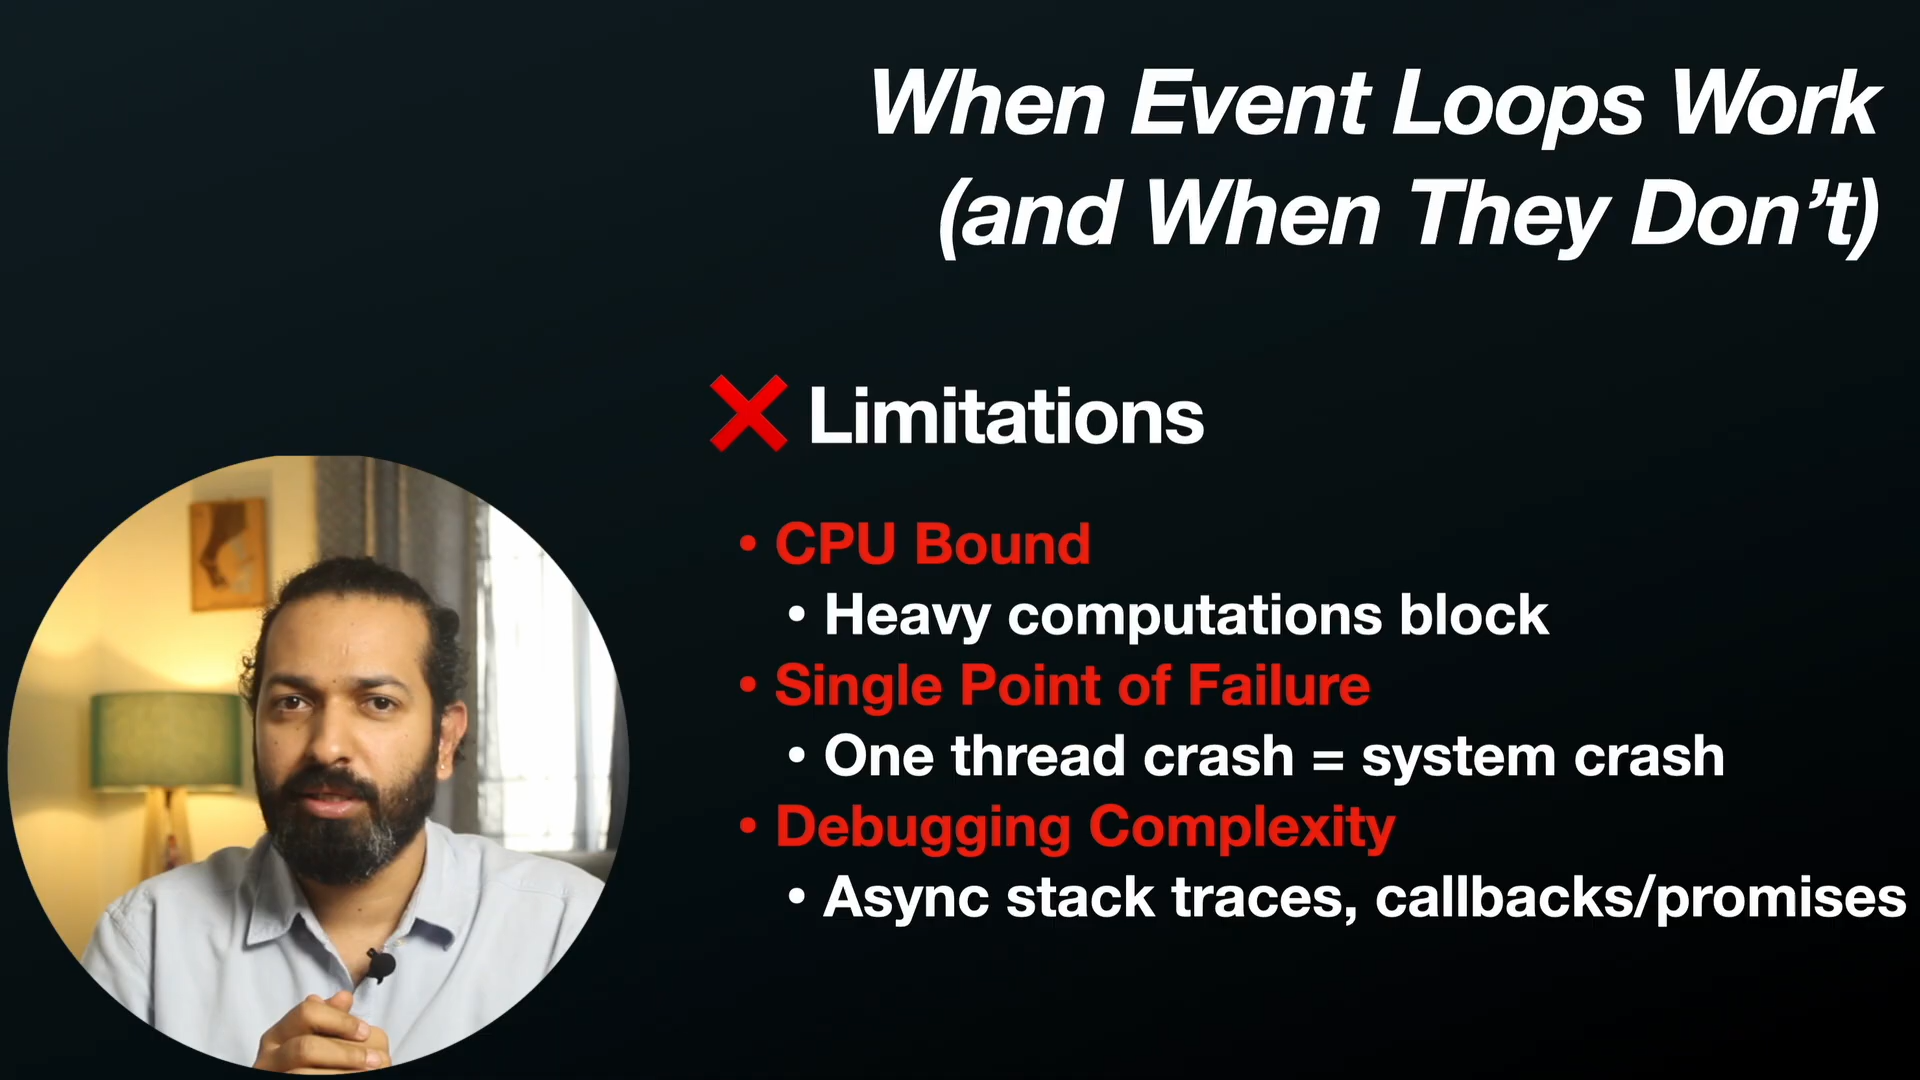 When Event Loops Work
(and When They Don’t)
❌ Limitations
• CPU Bound
• Heavy computations block
• Single Point of Failure
• One thread crash = system crash
• Debugging Complexity
• Async stack traces, callbacks/promises